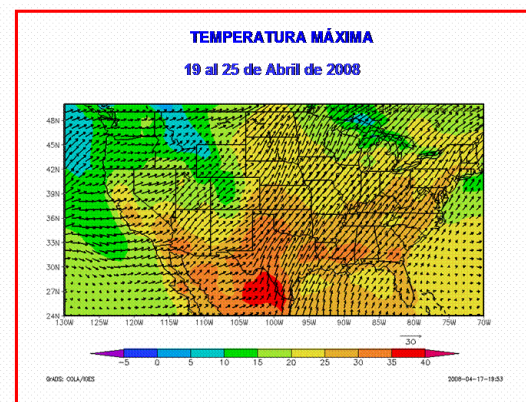 TEMPERATURA MÁXIMA
19 al 25 de Abril de 2008
48N
45N
42N
39N
36N
33N
30N
27N
24N
130W 125W 120W 115W 110W 105W 100W 95W 90W 85W 80W 75W 70W
30
-5 0 5 10 15 20 25 30 35 40
GrADS: COLA/IGES 2008-04-17-19:53